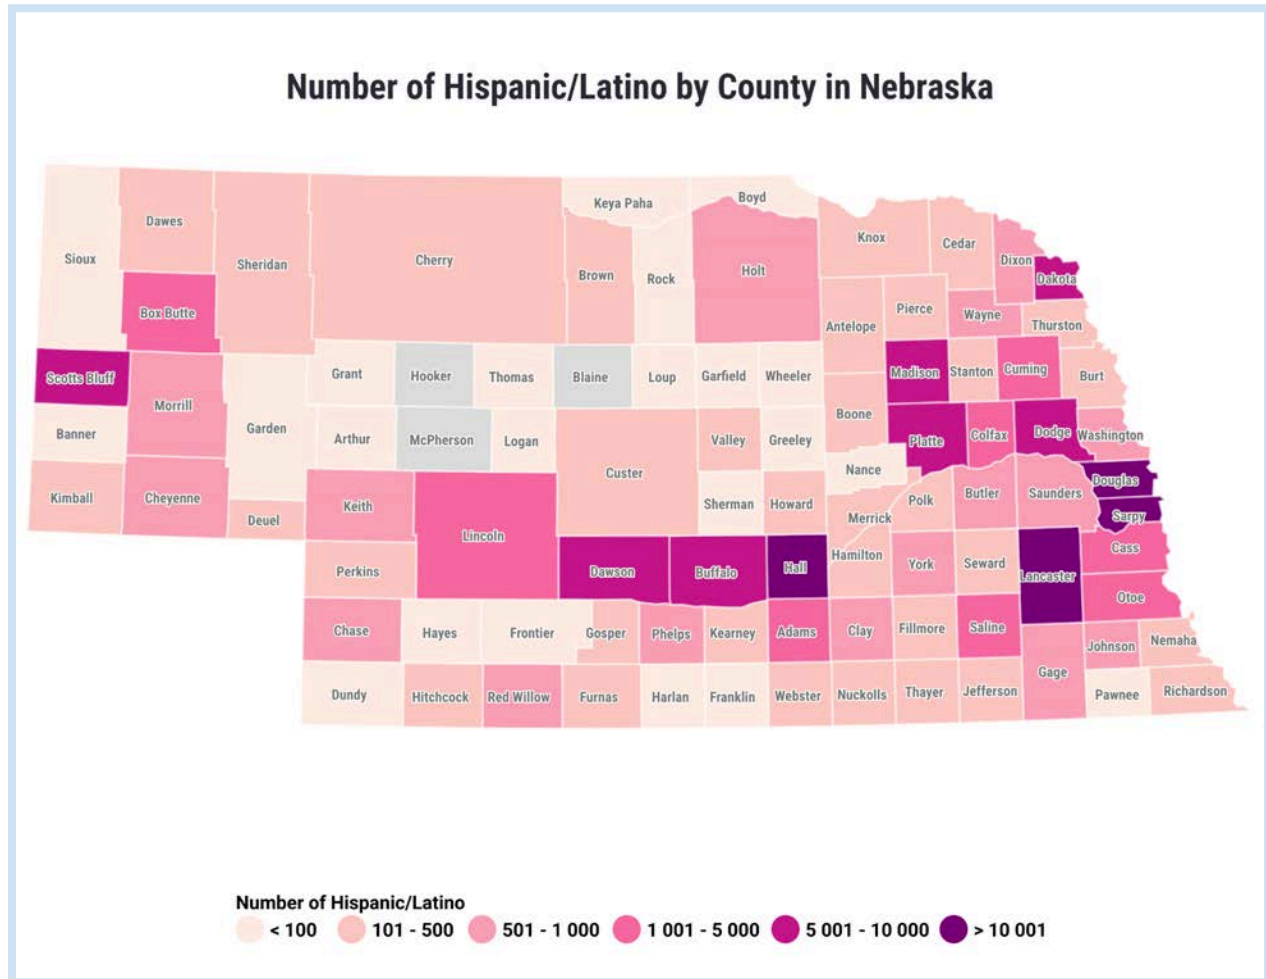 Number of Hispanic/Latino by County in Nebraska
Keya Paha
Boyd
Dawes
Knox
Cedar
Sioux
Sheridan
Cherry
Brown
Rock
Holt
Dixon
Dakota
Box Butte
Antelope
Pierce
Wayne
Thurston
Scotts Bluff
Grant
Hooker
Thomas
Blaine
Loup
Garfield
Wheeler
Madison
Stanton
Cuming
Burt
Morrill
Banner
Garden
Arthur
McPherson
Logan
Custer
Valley
Greeley
Boone
Platte
Colfax
Dodge
Washington
Nance
Kimball
Cheyenne
Deuel
Keith
Lincoln
Sherman
Howard
Merrick
Polk
Butler
Saunders
Douglas
Sarpy
Perkins
Dawson
Buffalo
Hall
Hamilton
York
Seward
Lancaster
Cass
Otoe
Chase
Hayes
Frontier
Gosper
Phelps
Kearney
Adams
Clay
Fillmore
Saline
Gage
Johnson
Nemaha
Dundy
Hitchcock
Red Willow
Furnas
Harlan
Franklin
Webster
Nuckolls
Thayer
Jefferson
Pawnee
Richardson
Number of Hispanic/Latino
< 100
101 - 500
501 - 1 000
1 001 - 5 000
5 001 - 10 000
> 10 001